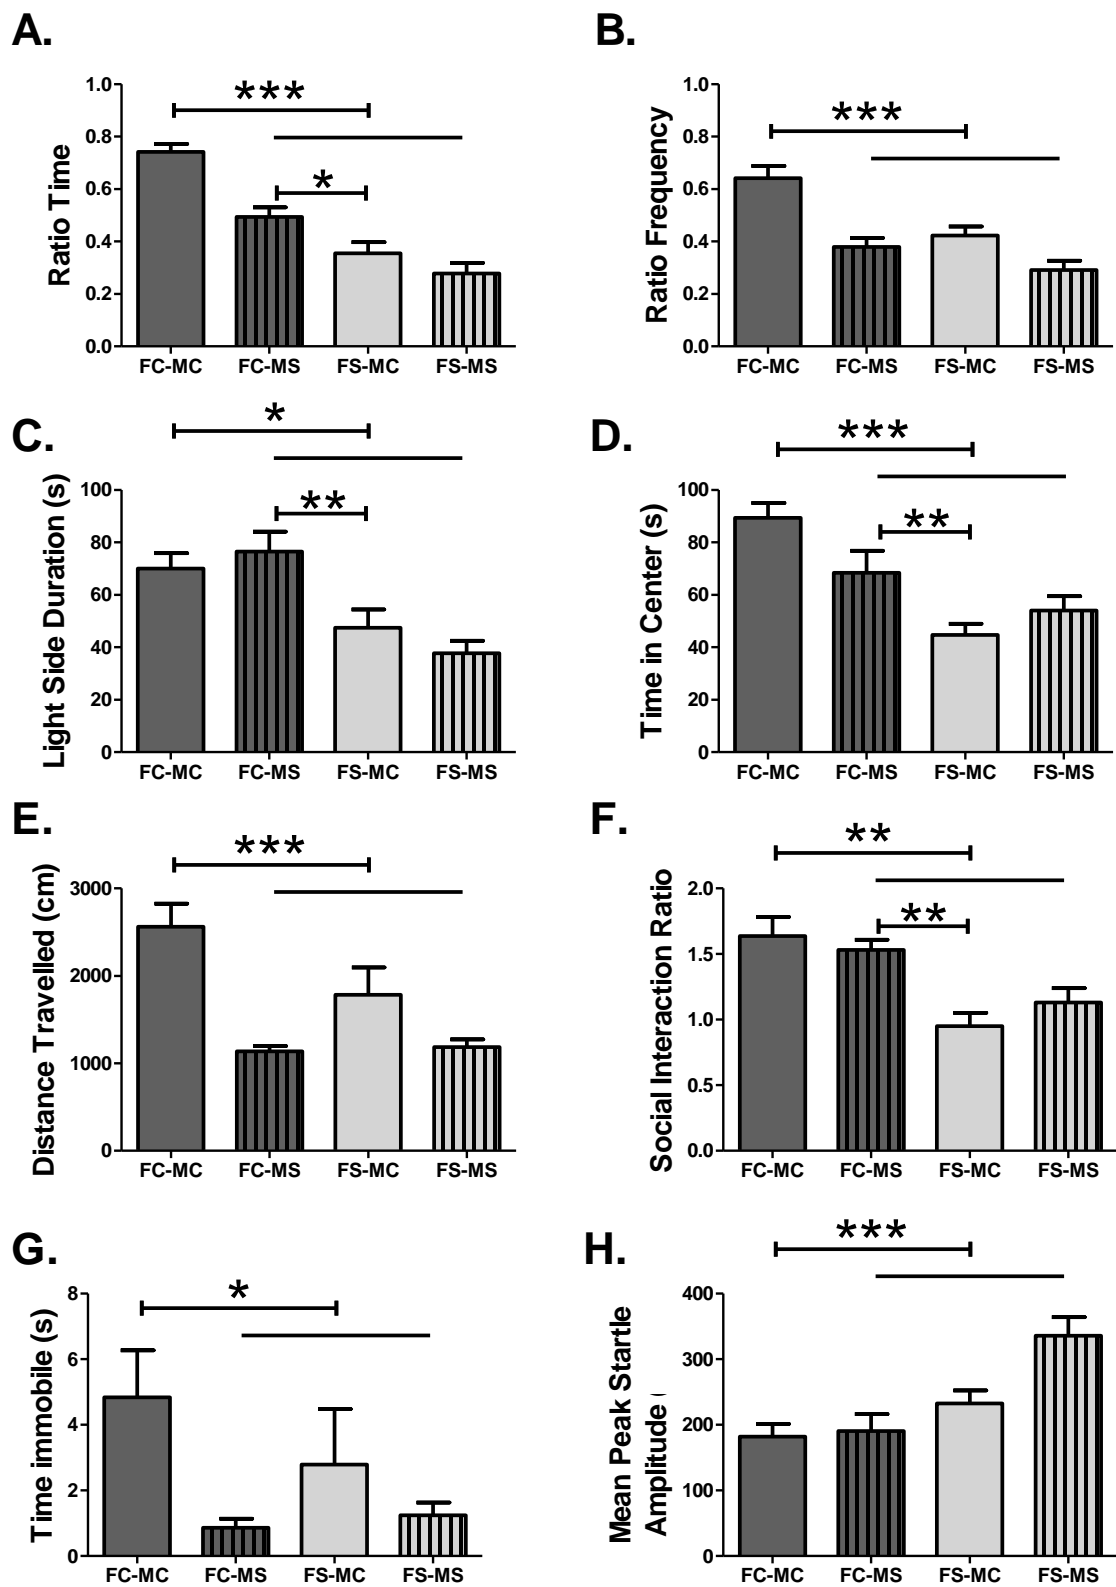 A.
Ratio Time
1.0
0.8
0.6
0.4
0.2
0.0
***
*
FC-MC FC-MS FS-MC FS-MS
B.
Ratio Frequency
1.0
0.8
0.6
0.4
0.2
0.0
***
FC-MC FC-MS FS-MC FS-MS
C.
Light Side Duration (s)
100
80
60
40
20
0
*
**
FC-MC FC-MS FS-MC FS-MS
D.
Time in Center (s)
100
80
60
40
20
0
***
**
FC-MC FC-MS FS-MC FS-MS
E.
Distance Travelled (cm)
3000
2000
1000
0
***
FC-MC FC-MS FS-MC FS-MS
F.
Social Interaction Ratio
2.0
1.5
1.0
0.5
0.0
**
**
FC-MC FC-MS FS-MC FS-MS
G.
Time immobile (s)
8
6
4
2
0
*
FC-MC FC-MS FS-MC FS-MS
H.
Mean Peak Startle
Amplitude (
400
300
200
100
0
***
FC-MC FC-MS FS-MC FS-MS